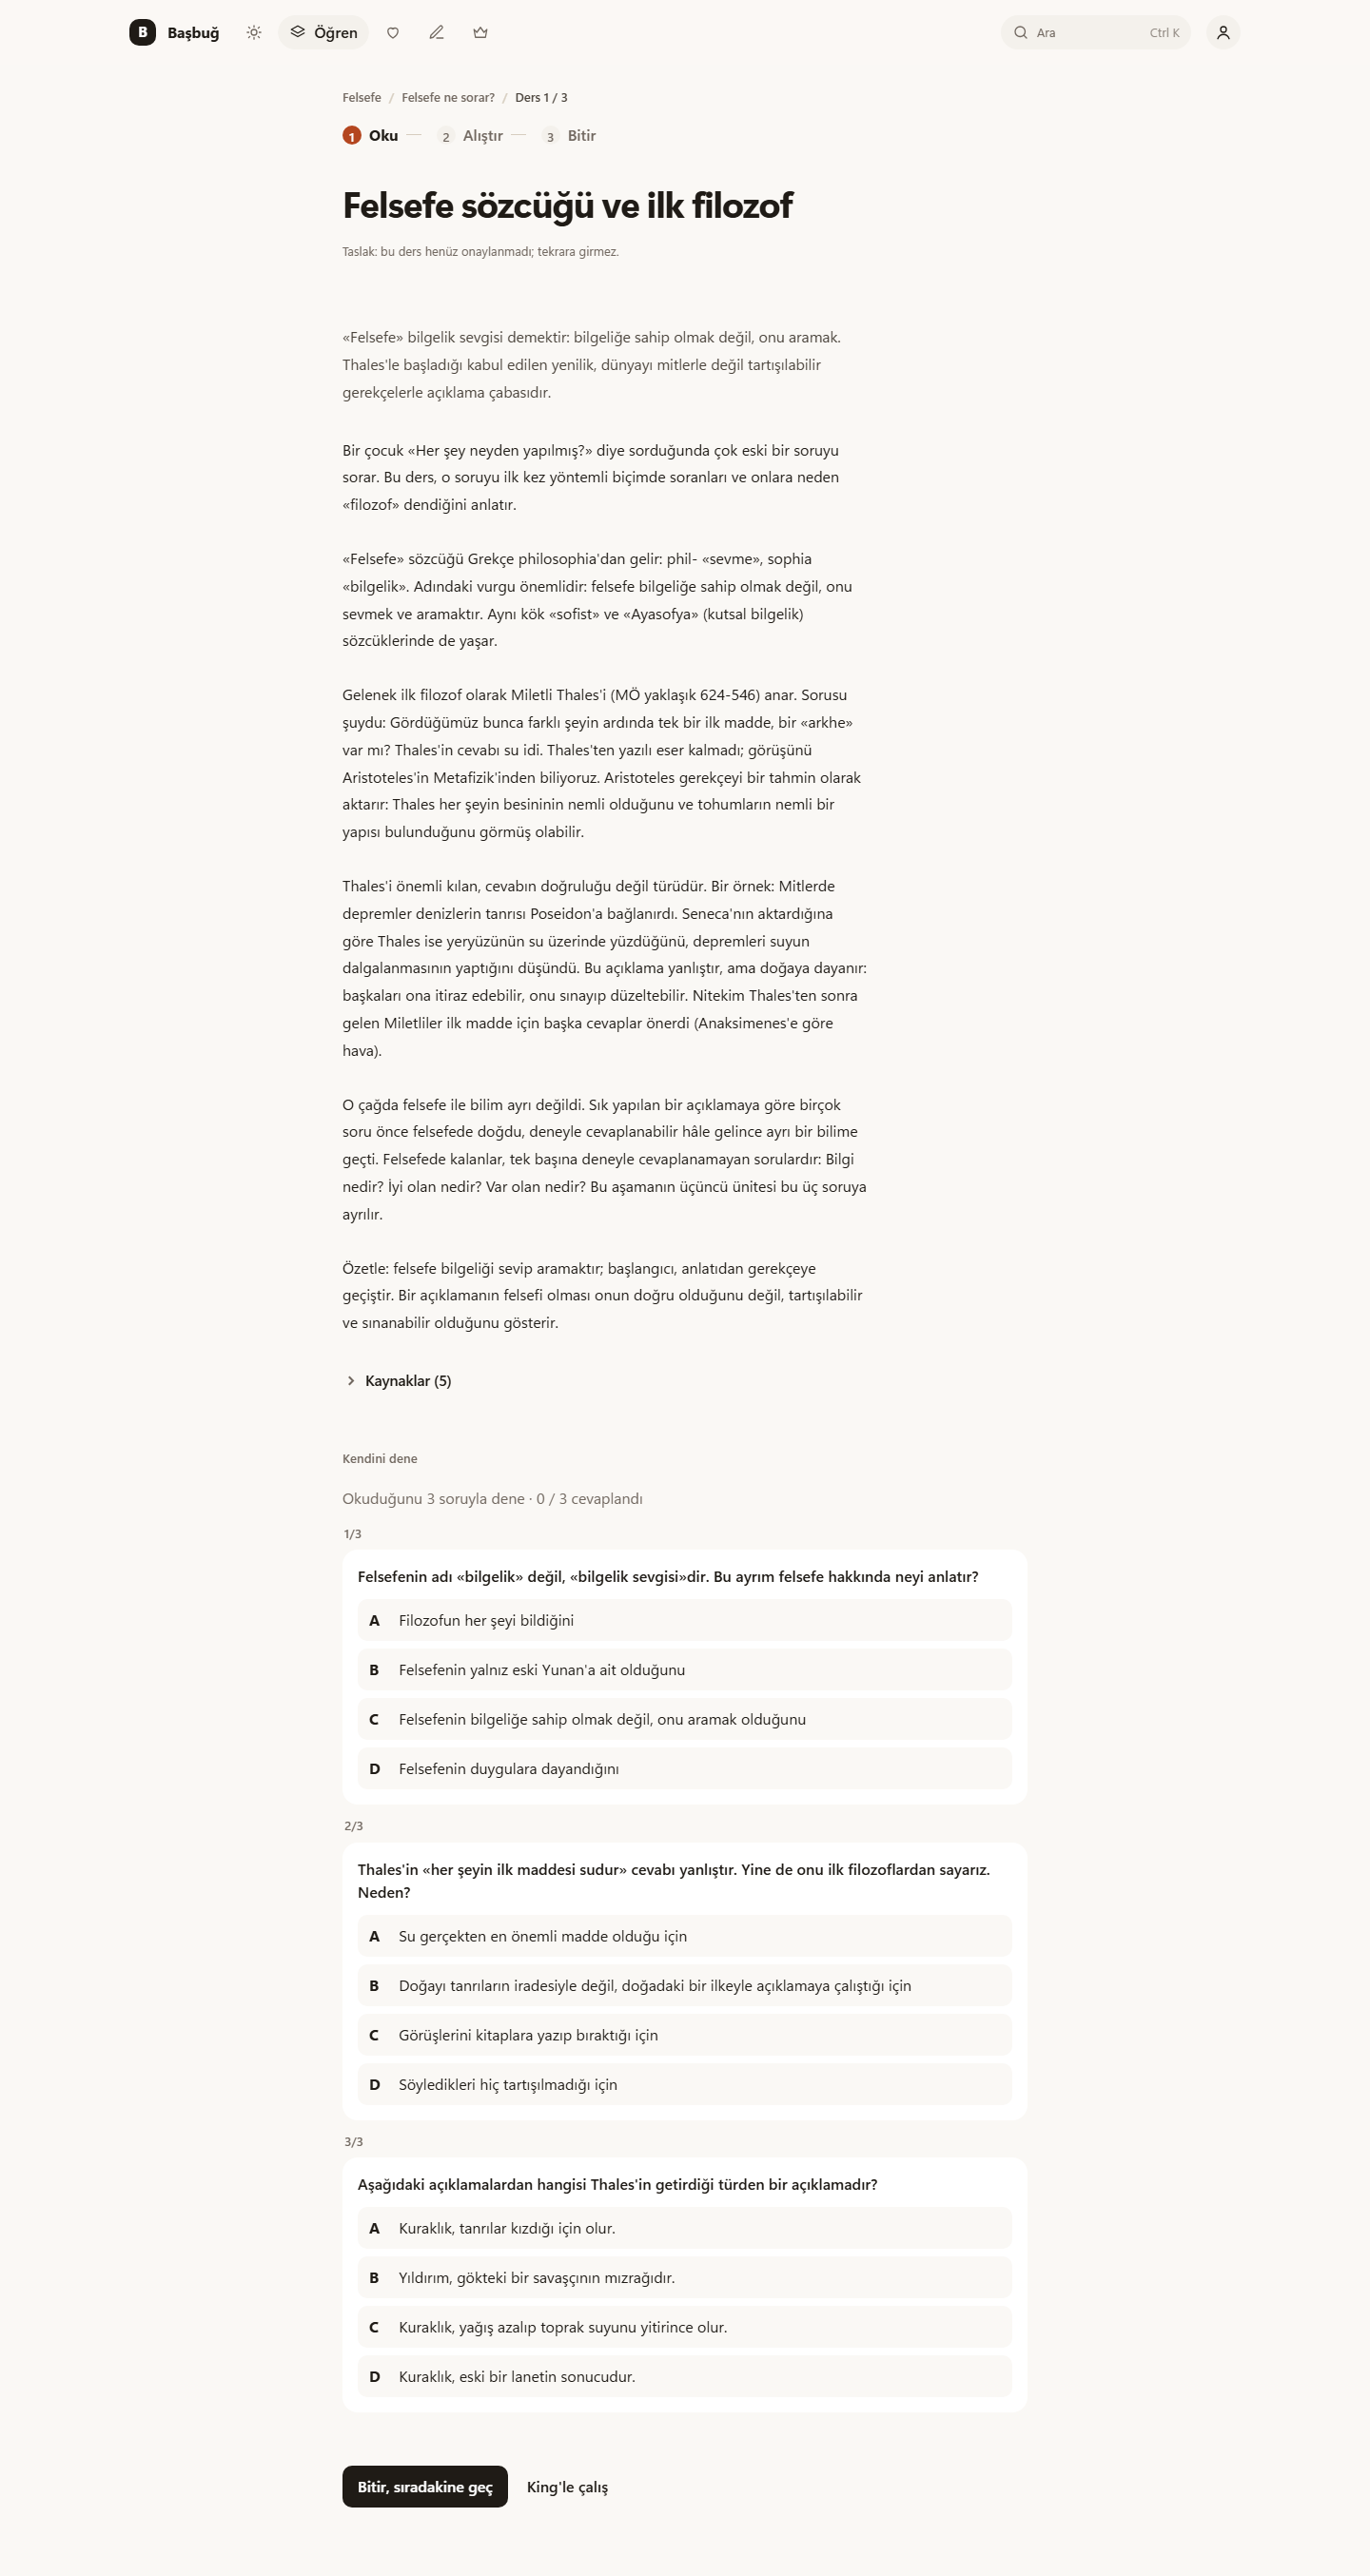 B Başbuğ Öğren Ara Ctrl K
Felsefe / Felsefe ne sorar? / Ders 1 / 3
1 Oku — 2 Alıştır — 3 Bitir
Felsefe sözcüğü ve ilk filozof
Taslak: bu ders henüz onaylanmadı; tekrara girmez.
«Felsefe» bilgelik sevgisi demektir: bilgeliğe sahip olmak değil, onu aramak.
Thales'le başladığı kabul edilen yenilik, dünyayı mitlerle değil tartışılabilir
gerekçelerle açıklama çabasıdır.
Bir çocuk «Her şey neyden yapılmış?» diye sorduğunda çok eski bir soruyu
sorar. Bu ders, o soruyu ilk kez yöntemli biçimde soranları ve onlara neden
«filozof» dendiğini anlatır.
«Felsefe» sözcüğü Grekçe philosophia'dan gelir: phil- «sevme», sophia
«bilgelik». Adındaki vurgu önemlidir: felsefe bilgeliğe sahip olmak değil, onu
sevmek ve aramaktır. Aynı kök «sofist» ve «Ayasofya» (kutsal bilgelik)
sözcüklerinde de yaşar.
Gelenek ilk filozof olarak Miletli Thales'i (MÖ yaklaşık 624-546) anar. Sorusu
şuydu: Gördüğümüz bunca farklı şeyin ardında tek bir ilk madde, bir «arkhe»
var mı? Thales'in cevabı su idi. Thales'ten yazılı eser kalmadı; görüşünü
Aristoteles'in Metafizik'inden biliyoruz. Aristoteles gerekçeyi bir tahmin olarak
aktarır: Thales her şeyin besininin nemli olduğunu ve tohumların nemli bir
yapısı bulunduğunu görmüş olabilir.
Thales'i önemli kılan, cevabın doğruluğu değil türüdür. Bir örnek: Mitlerde
depremler denizlerin tanrısı Poseidon'a bağlanırdı. Seneca'nın aktardığına
göre Thales ise yeryüzünün su üzerinde yüzdüğünü, depremleri suyun
dalgalanmasının yaptığını düşündü. Bu açıklama yanlıştır, ama doğaya dayanır:
başkaları ona itiraz edebilir, onu sınayıp düzeltebilir. Nitekim Thales'ten sonra
gelen Miletliler ilk madde için başka cevaplar önerdi (Anaksimenes'e göre
hava).
O çağda felsefe ile bilim ayrı değildi. Sık yapılan bir açıklamaya göre birçok
soru önce felsefede doğdu, deneyle cevaplanabilir hâle gelince ayrı bir bilime
geçti. Felsefede kalanlar, tek başına deneyle cevaplanamayan sorulardır: Bilgi
nedir? İyi olan nedir? Var olan nedir? Bu aşamanın üçüncü ünitesi bu üç soruya
ayrılır.
Özetle: felsefe bilgeliği sevip aramaktır; başlangıcı, anlatıdan gerekçeye
geçiştir. Bir açıklamanın felsefi olması onun doğru olduğunu değil, tartışılabilir
ve sınanabilir olduğunu gösterir.
Kaynaklar (5)
Kendini dene
Okuduğunu 3 soruyla dene · 0 / 3 cevaplandı
1/3
Felsefenin adı «bilgelik» değil, «bilgelik sevgisi»dir. Bu ayrım felsefe hakkında neyi anlatır?
A Filozofun her şeyi bildiğini
B Felsefenin yalnız eski Yunan'a ait olduğunu
C Felsefenin bilgeliğe sahip olmak değil, onu aramak olduğunu
D Felsefenin duygulara dayandığını
2/3
Thales'in «her şeyin ilk maddesi sudur» cevabı yanlıştır. Yine de onu ilk filozoflardan sayarız.
Neden?
A Su gerçekten en önemli madde olduğu için
B Doğayı tanrıların iradesiyle değil, doğadaki bir ilkeyle açıklamaya çalıştığı için
C Görüşlerini kitaplara yazıp bıraktığı için
D Söyledikleri hiç tartışılmadığı için
3/3
Aşağıdaki açıklamalardan hangisi Thales'in getirdiği türden bir açıklamadır?
A Kuraklık, tanrılar kızdığı için olur.
B Yıldırım, gökteki bir savaşçının mızrağıdır.
C Kuraklık, yağış azalıp toprak suyunu yitirince olur.
D Kuraklık, eski bir lanetin sonucudur.
Bitir, sıradakine geç King'le çalış